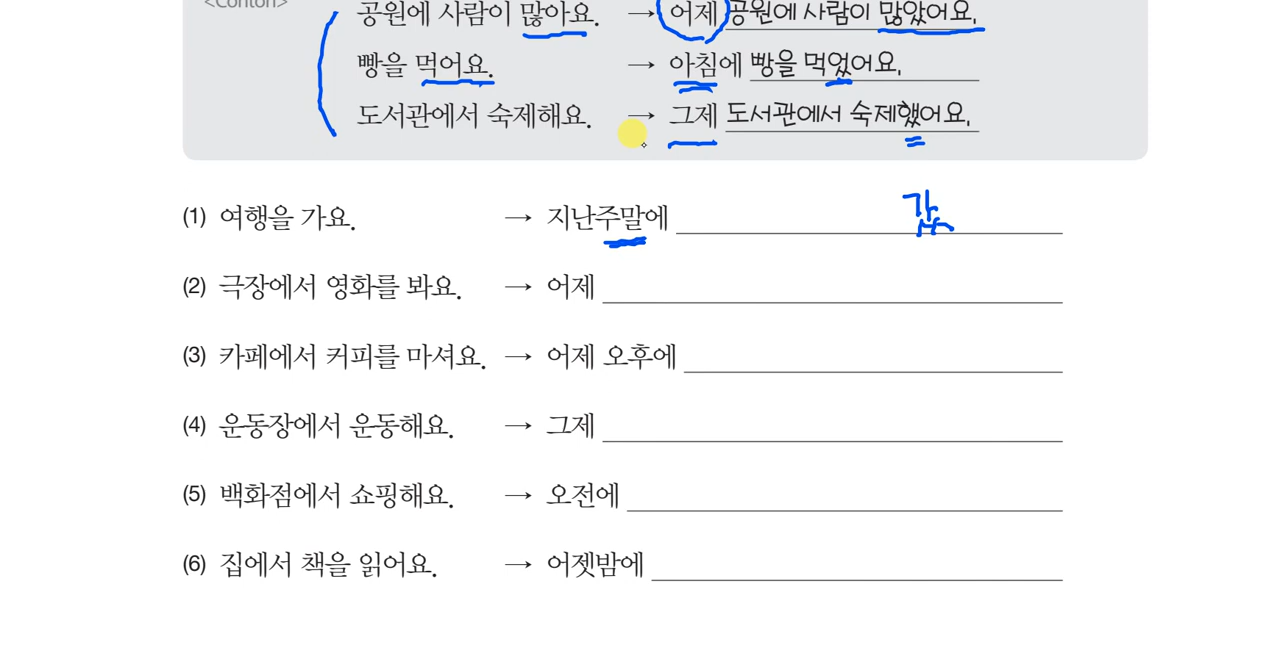 <Contoh>
공원에 사람이 많아요. → 어제 공원에 사람이 많았어요.
빵을 먹어요. → 아침에 빵을 먹었어요.
도서관에서 숙제해요. → 그제 도서관에서 숙제했어요.
(1) 여행을 가요. → 지난주말에 갔
(2) 극장에서 영화를 봐요. → 어제
(3) 카페에서 커피를 마셔요. → 어제 오후에
(4) 운동장에서 운동해요. → 그제
(5) 백화점에서 쇼핑해요. → 오전에
(6) 집에서 책을 읽어요. → 어젯밤에